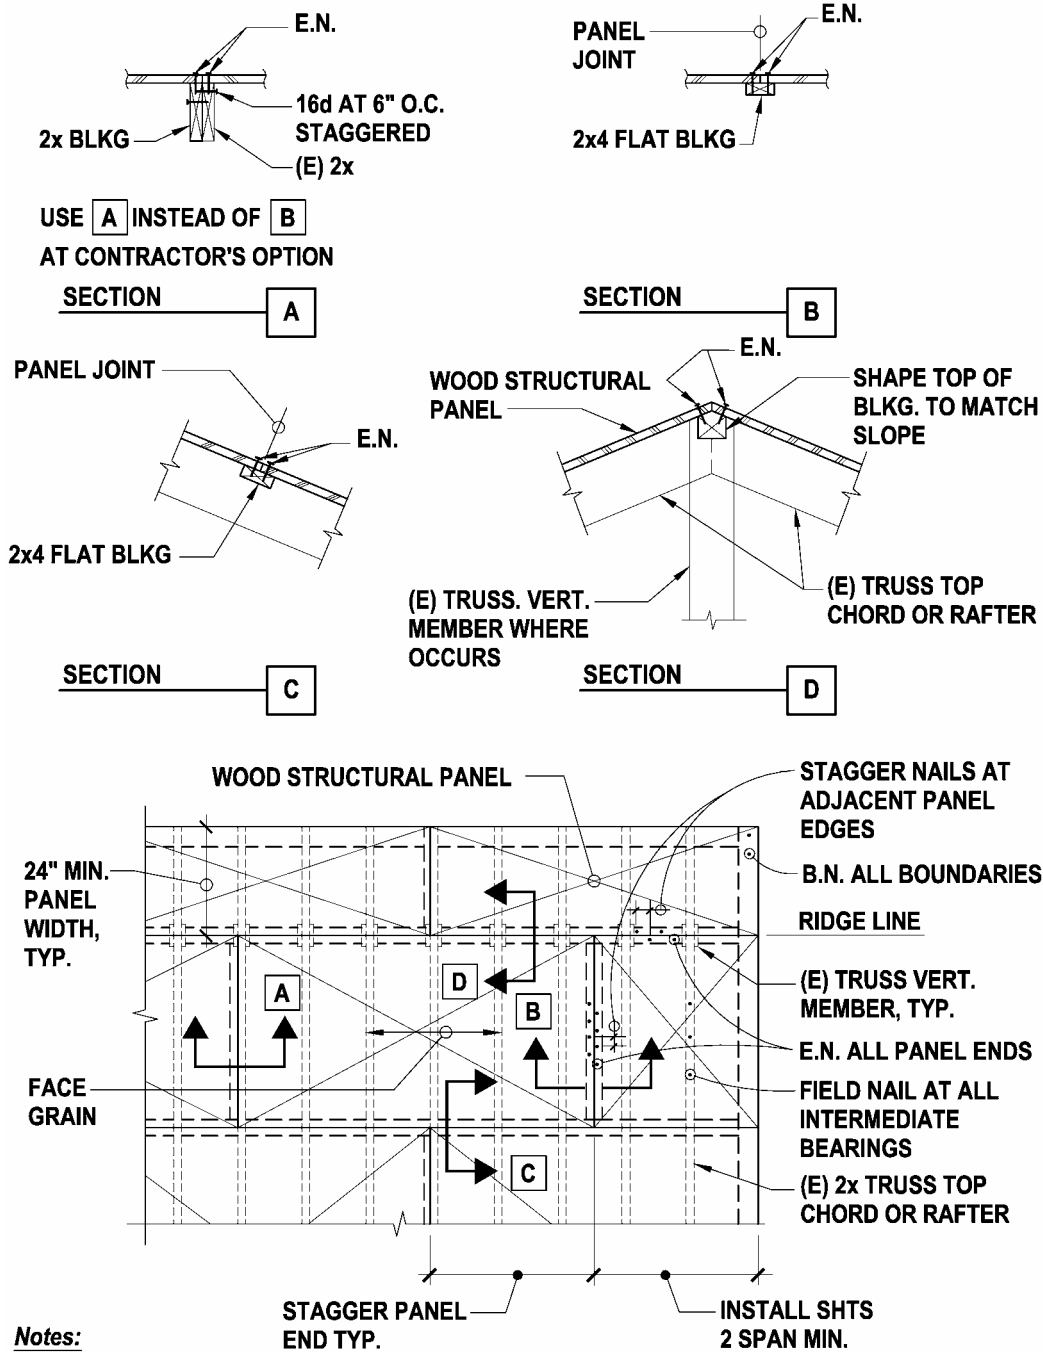 E.N.
16d AT 6" O.C.
STAGGERED
2x BLKG
(E) 2x
USE A INSTEAD OF B
AT CONTRACTOR'S OPTION
SECTION A
PANEL
JOINT
E.N.
2x4 FLAT BLKG
SECTION B
PANEL JOINT
E.N.
2x4 FLAT BLKG
SECTION C
E.N.
WOOD STRUCTURAL
PANEL
SHAPE TOP OF
BLKG. TO MATCH
SLOPE
(E) TRUSS. VERT.
MEMBER WHERE
OCCURS
(E) TRUSS TOP
CHORD OR RAFTER
SECTION D
WOOD STRUCTURAL PANEL
STAGGER NAILS AT
ADJACENT PANEL
EDGES
24" MIN.
PANEL
WIDTH,
TYP.
B.N. ALL BOUNDARIES
RIDGE LINE
(E) TRUSS VERT.
MEMBER, TYP.
A
D
B
E.N. ALL PANEL ENDS
FACE
GRAIN
FIELD NAIL AT ALL
INTERMEDIATE
BEARINGS
C
(E) 2x TRUSS TOP
CHORD OR RAFTER
STAGGER PANEL
END TYP.
INSTALL SHTS
2 SPAN MIN.
Notes: